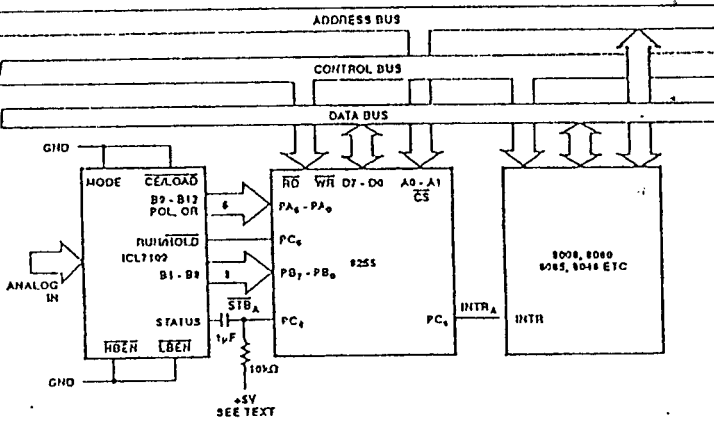 ADDRESS BUS
CONTROL BUS
DATA BUS
GND
MODE CE/LOAD
B9 - B12
POL, OR
6
RUN/HOLD
ICL7109
B1 - B8
8
ANALOG
IN
STATUS
HBEN LBEN
GND
1µF
STBA
10kΩ
+5V
SEE TEXT
RD WR D7 - D0 A0 - A1
CS
PA5 - PA0
PC6
PB7 - PB0
8255
PC4
PC3
INTRA
INTR
8008, 8080
8085, 8048 ETC